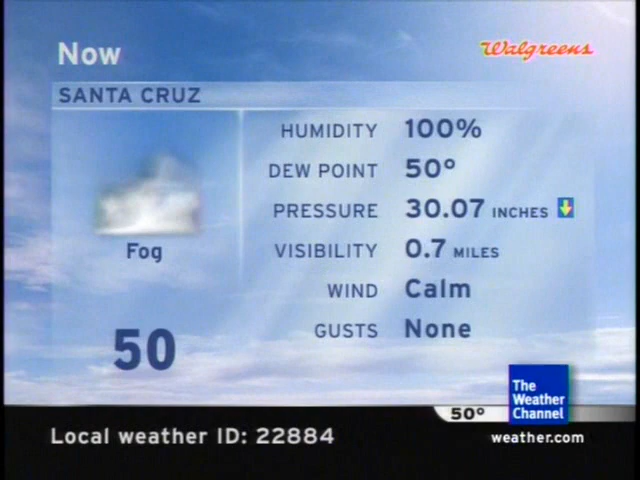 Now
Walgreens
SANTA CRUZ
HUMIDITY 100%
DEW POINT 50°
PRESSURE 30.07 INCHES
Fog
VISIBILITY 0.7 MILES
WIND Calm
50
GUSTS None
The
Weather
Channel
50°
Local weather ID: 22884
weather.com